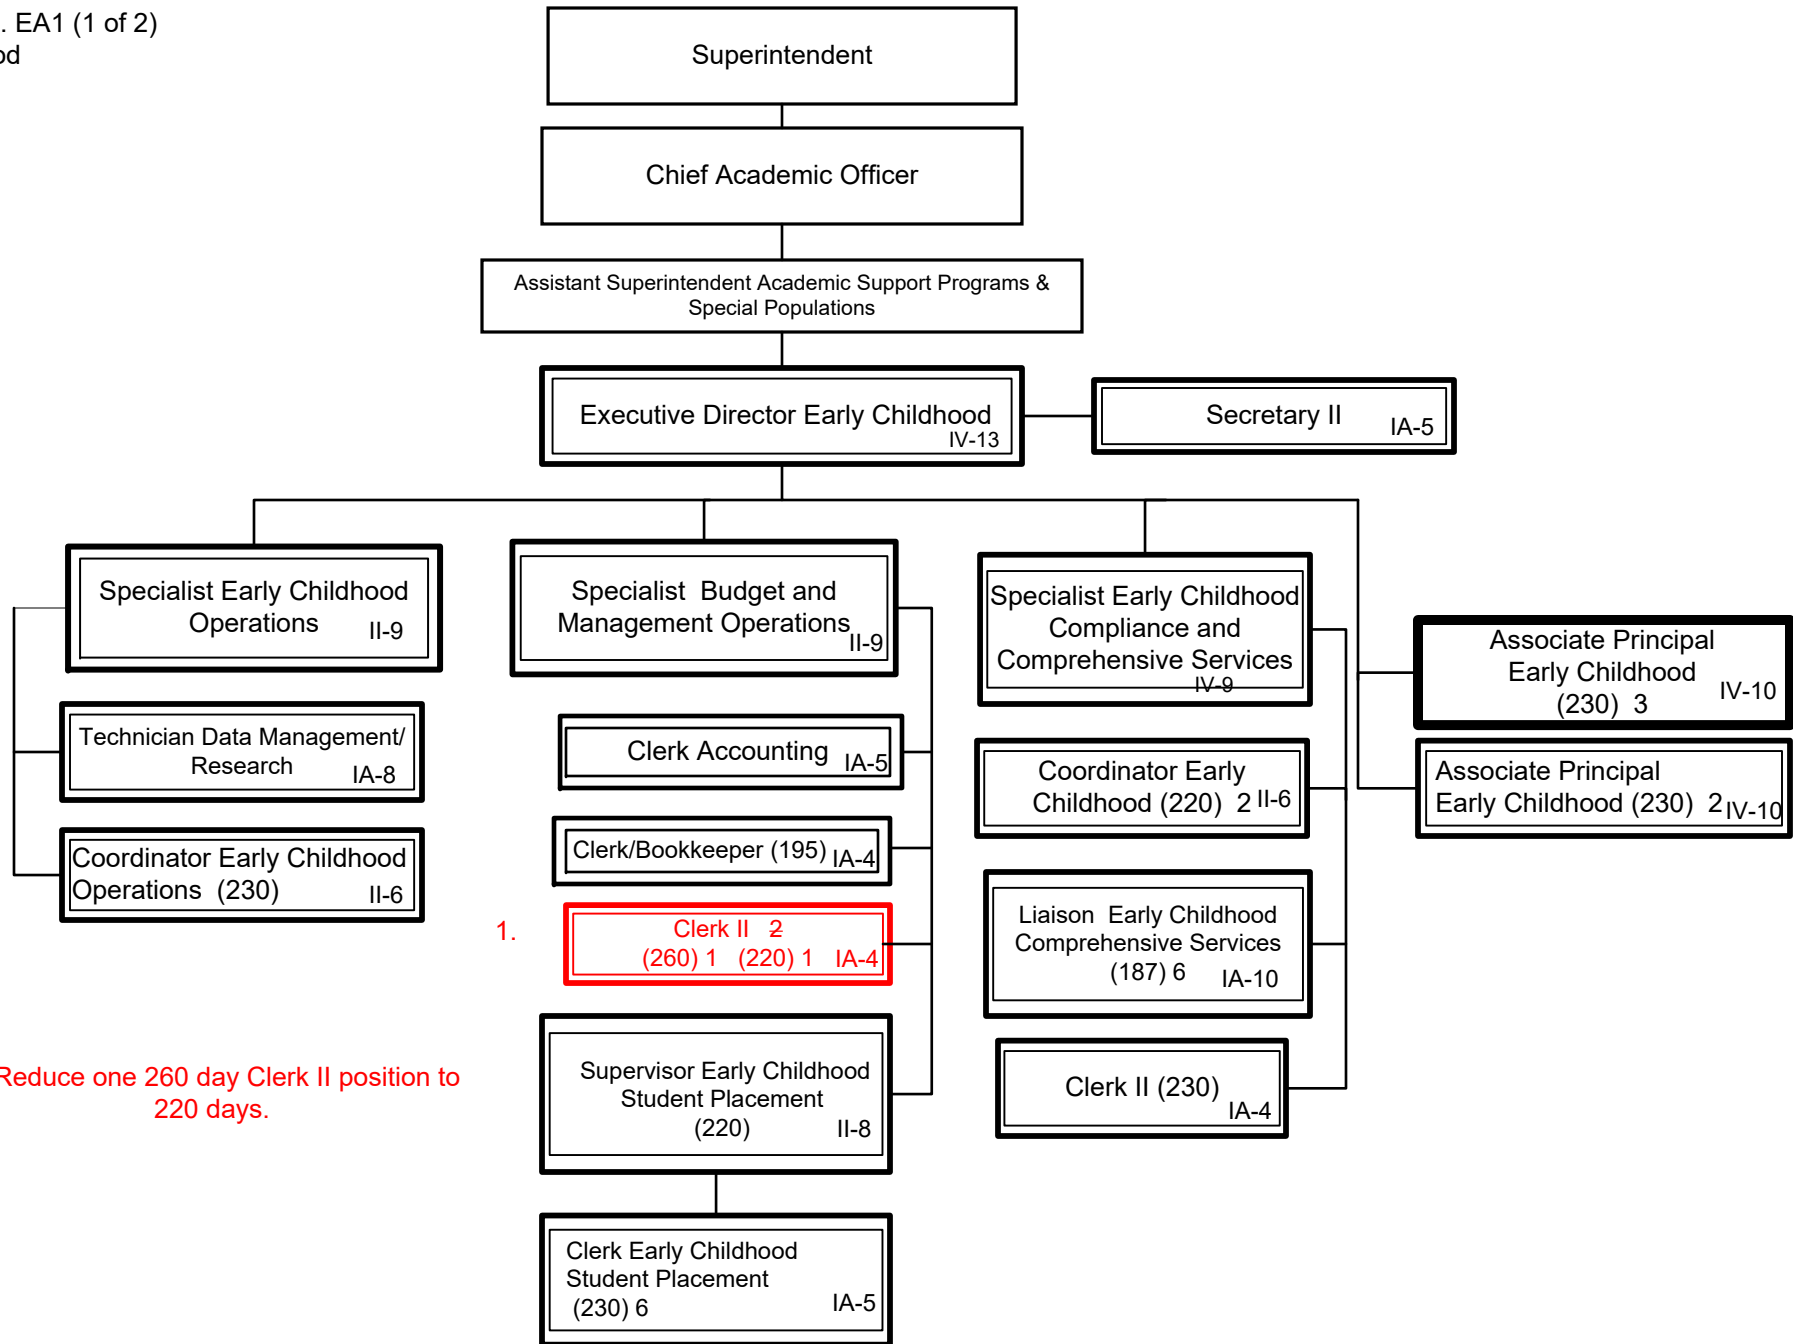 . EA1 (1 of 2)
od
Superintendent
Chief Academic Officer
Assistant Superintendent Academic Support Programs &
Special Populations
Executive Director Early Childhood
IV-13
Secretary II
IA-5
Specialist Early Childhood
Operations
II-9
Technician Data Management/
Research
IA-8
Coordinator Early Childhood
Operations (230)
II-6
Specialist Budget and
Management Operations
II-9
Clerk Accounting
IA-5
Clerk/Bookkeeper (195)
IA-4
1.
Clerk II 2
(260) 1 (220) 1 IA-4
Supervisor Early Childhood
Student Placement
(220)
II-8
Clerk Early Childhood
Student Placement
(230) 6
IA-5
Specialist Early Childhood
Compliance and
Comprehensive Services
IV-9
Coordinator Early
Childhood (220) 2
II-6
Liaison Early Childhood
Comprehensive Services
(187) 6
IA-10
Clerk II (230)
IA-4
Associate Principal
Early Childhood
(230) 3
IV-10
Associate Principal
Early Childhood (230) 2
IV-10
Reduce one 260 day Clerk II position to
220 days.